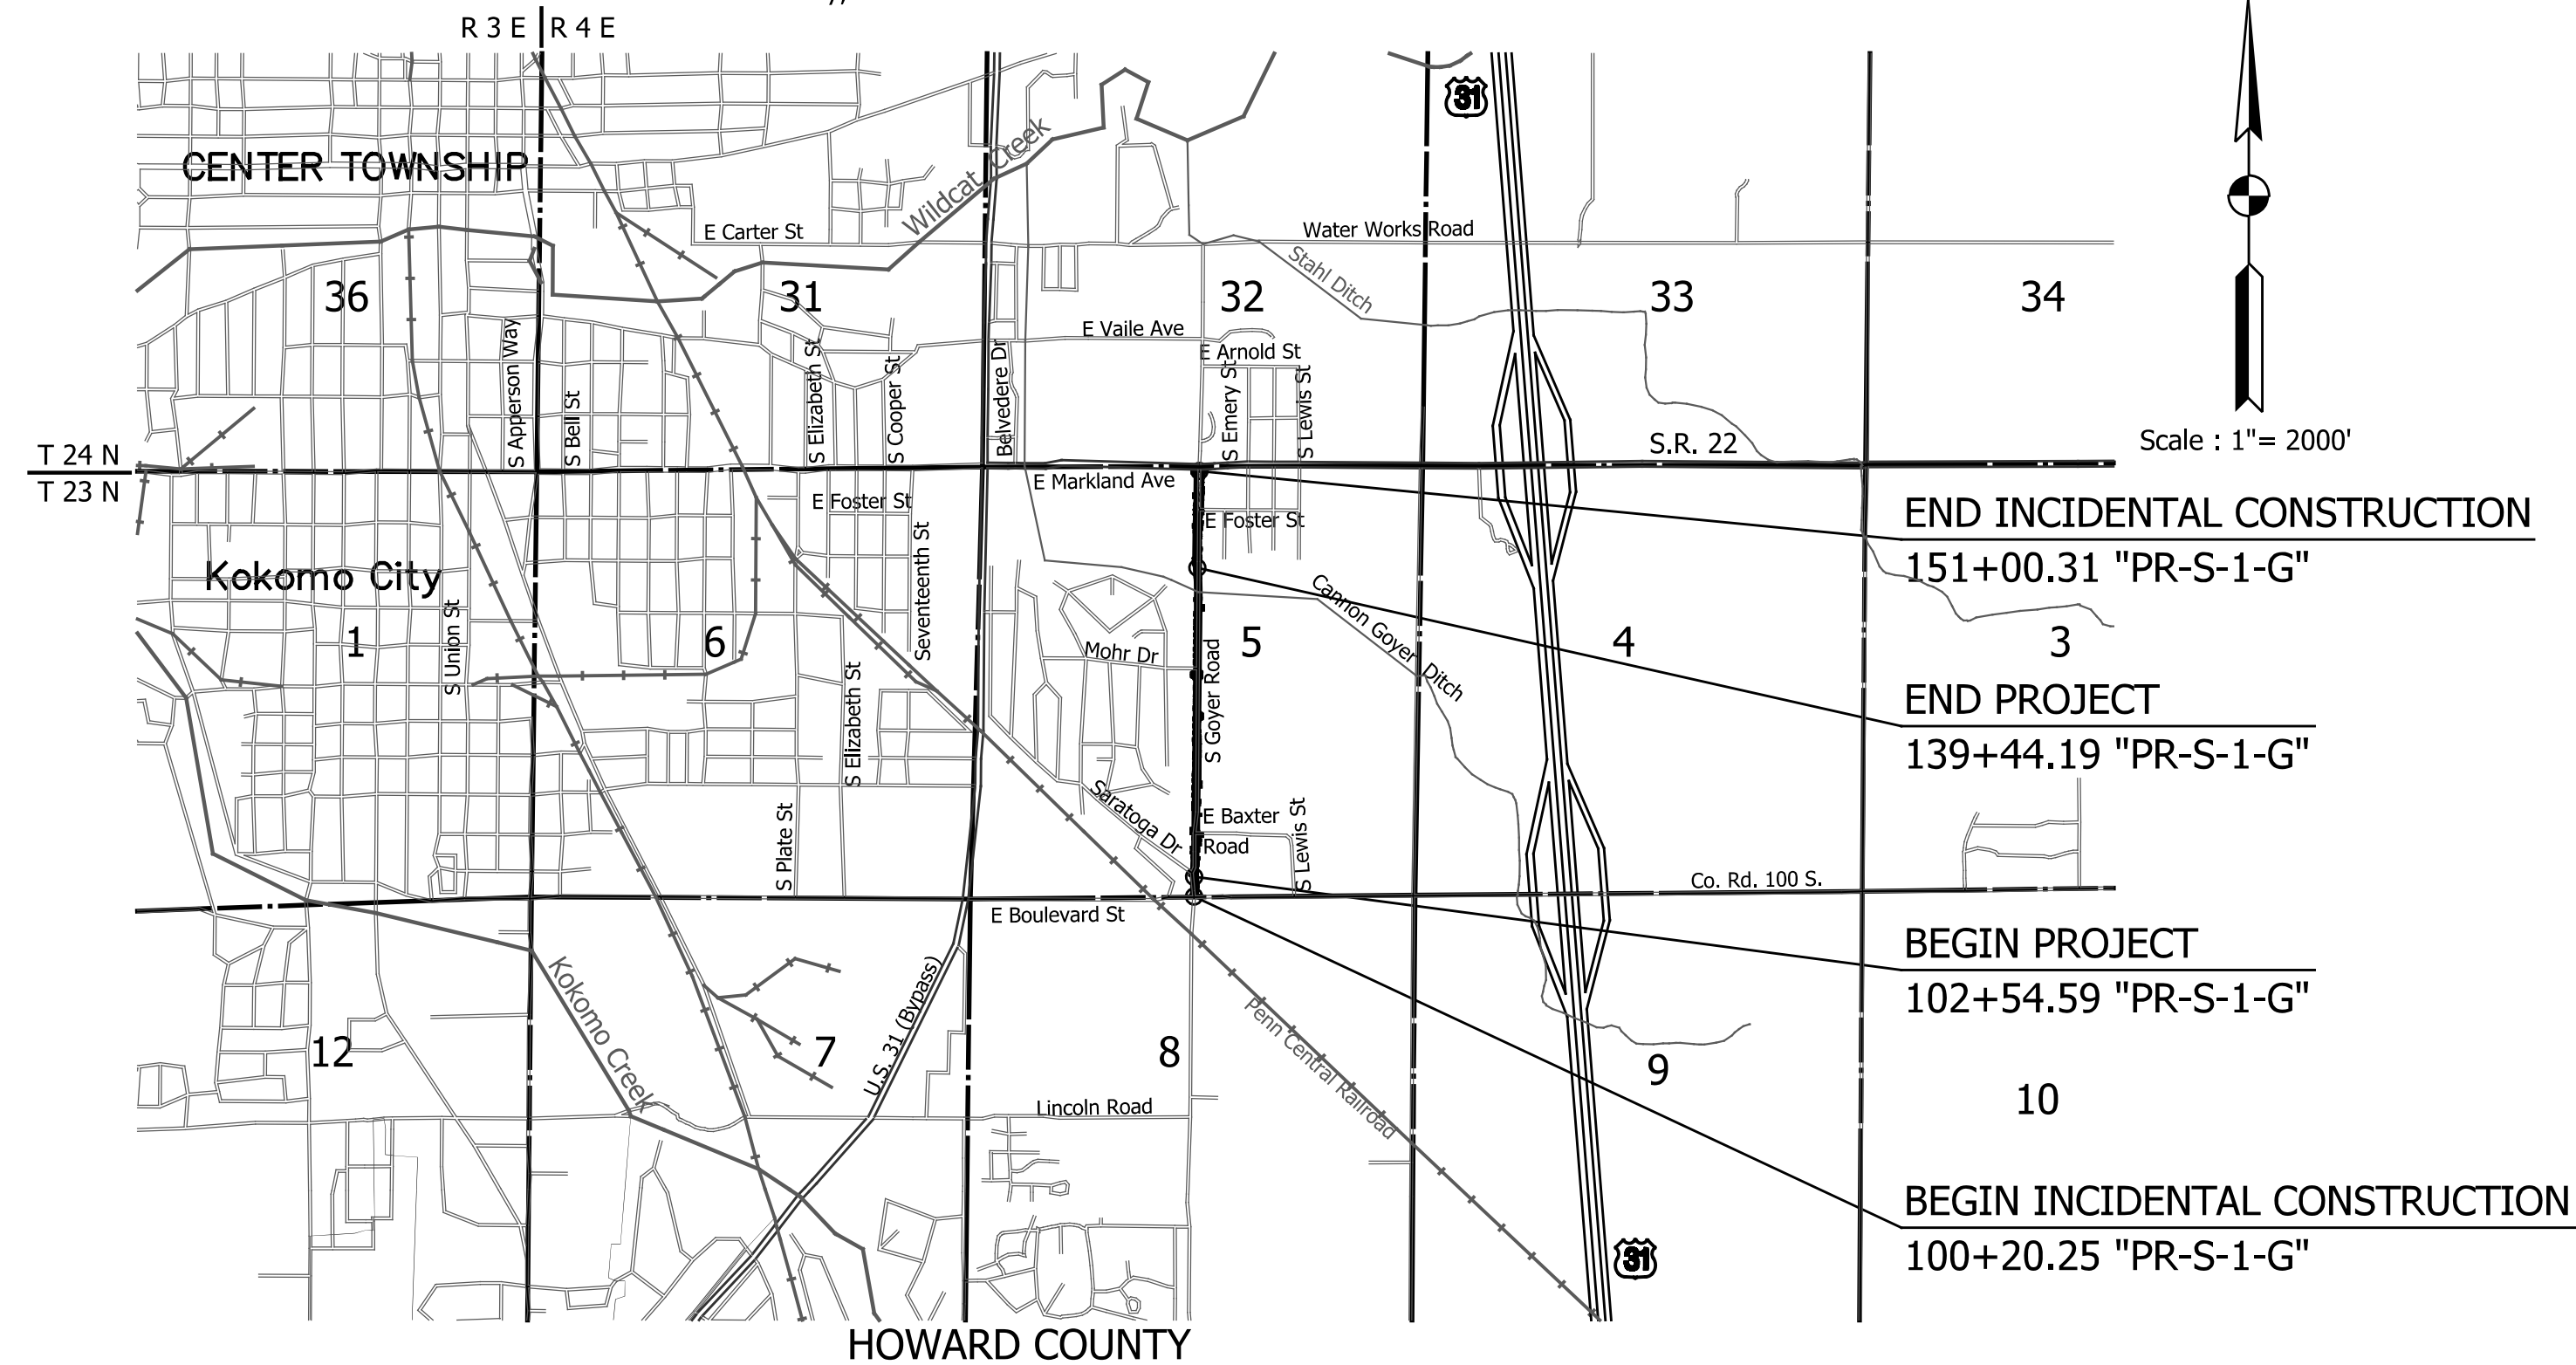 R 3 E R 4 E
31
CENTER TOWNSHIP
Wildcat Creek
E Carter St
Water Works Road
Stahl Ditch
36
31
32
33
34
E Vaile Ave
E Arnold St
S Apperson Way
S Bell St
S Elizabeth St
S Cooper St
Belvedere Dr
S Emery St
S Lewis St
T 24 N
T 23 N
S.R. 22
Scale : 1"= 2000'
E Markland Ave
E Foster St
E Foster St
END INCIDENTAL CONSTRUCTION
151+00.31 "PR-S-1-G"
Kokomo City
Seventeenth St
Cannon Goyer Ditch
S Union St
1
6
5
4
3
Mohr Dr
S Goyer Road
S Elizabeth St
END PROJECT
139+44.19 "PR-S-1-G"
Saratoga Dr
E Baxter
Road
S Lewis St
S Plate St
Co. Rd. 100 S.
E Boulevard St
BEGIN PROJECT
102+54.59 "PR-S-1-G"
Kokomo Creek
U.S. 31 (Bypass)
Penn Central Railroad
12
7
8
9
10
Lincoln Road
BEGIN INCIDENTAL CONSTRUCTION
100+20.25 "PR-S-1-G"
31
HOWARD COUNTY